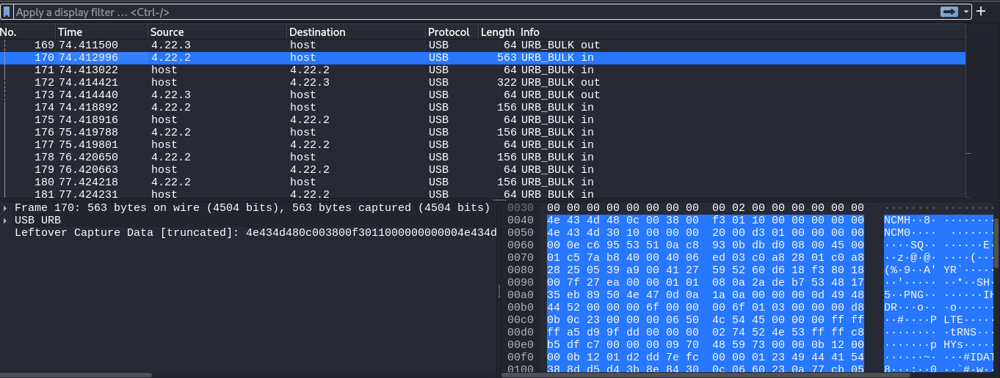 Apply a display filter … <Ctrl-/>
No. Time Source Destination Protocol Length Info
169 74.411500 4.22.3 host USB 64 URB_BULK out
170 74.412996 4.22.2 host USB 563 URB_BULK in
171 74.413022 host 4.22.2 USB 64 URB_BULK in
172 74.414421 host 4.22.3 USB 322 URB_BULK out
173 74.414440 4.22.3 host USB 64 URB_BULK out
174 74.418892 4.22.2 host USB 156 URB_BULK in
175 74.418916 host 4.22.2 USB 64 URB_BULK in
176 75.419788 4.22.2 host USB 156 URB_BULK in
177 75.419801 host 4.22.2 USB 64 URB_BULK in
178 76.420650 4.22.2 host USB 156 URB_BULK in
179 76.420663 host 4.22.2 USB 64 URB_BULK in
180 77.424218 4.22.2 host USB 156 URB_BULK in
181 77.424231 host 4.22.2 USB 64 URB_BULK in
Frame 170: 563 bytes on wire (4504 bits), 563 bytes captured (4504 bits)
USB URB
Leftover Capture Data [truncated]: 4e434d480c003800f3011000000000004e434d
0030 00 00 00 00 00 00 00 00 00 02 00 00 00 00 00 00 ········ ········
0040 4e 43 4d 48 0c 00 38 00 f3 01 10 00 00 00 00 00 NCMH··8· ········
0050 4e 43 4d 30 10 00 00 00 20 00 d3 01 00 00 00 00 NCM0···· ·······
0060 00 0e c6 95 53 51 0a c8 93 0b db d0 08 00 45 00 ····SQ·· ······E·
0070 01 c5 7a b8 40 00 40 06 ed 03 c0 a8 28 01 c0 a8 ··z·@·@· ····(···
0080 28 25 05 39 a9 00 41 27 59 52 60 d6 18 f3 80 18 (%·9··A' YR`·····
0090 00 7f 27 ea 00 00 01 01 08 0a 2a de b7 53 48 17 ··'····· ··*··SH·
00a0 35 eb 89 50 4e 47 0d 0a 1a 0a 00 00 00 0d 49 48 5··PNG·· ······IH
00b0 44 52 00 00 00 6f 00 00 00 6f 01 03 00 00 00 d8 DR···o·· ·o······
00c0 0b 0c 23 00 00 00 06 50 4c 54 45 00 00 00 ff ff ··#····P LTE·····
00d0 ff a5 d9 9f dd 00 00 00 02 74 52 4e 53 ff ff c8 ········ ·tRNS···
00e0 b5 df c7 00 00 00 09 70 48 59 73 00 00 0b 12 00 ·······p HYs·····
00f0 00 0b 12 01 d2 dd 7e fc 00 00 01 23 49 44 41 54 ······~· ···#IDAT
0100 38 8d d5 d4 3b 8e 84 30 0c 06 60 23 0a 77 cb 05 8···;··0 ··`#·w··